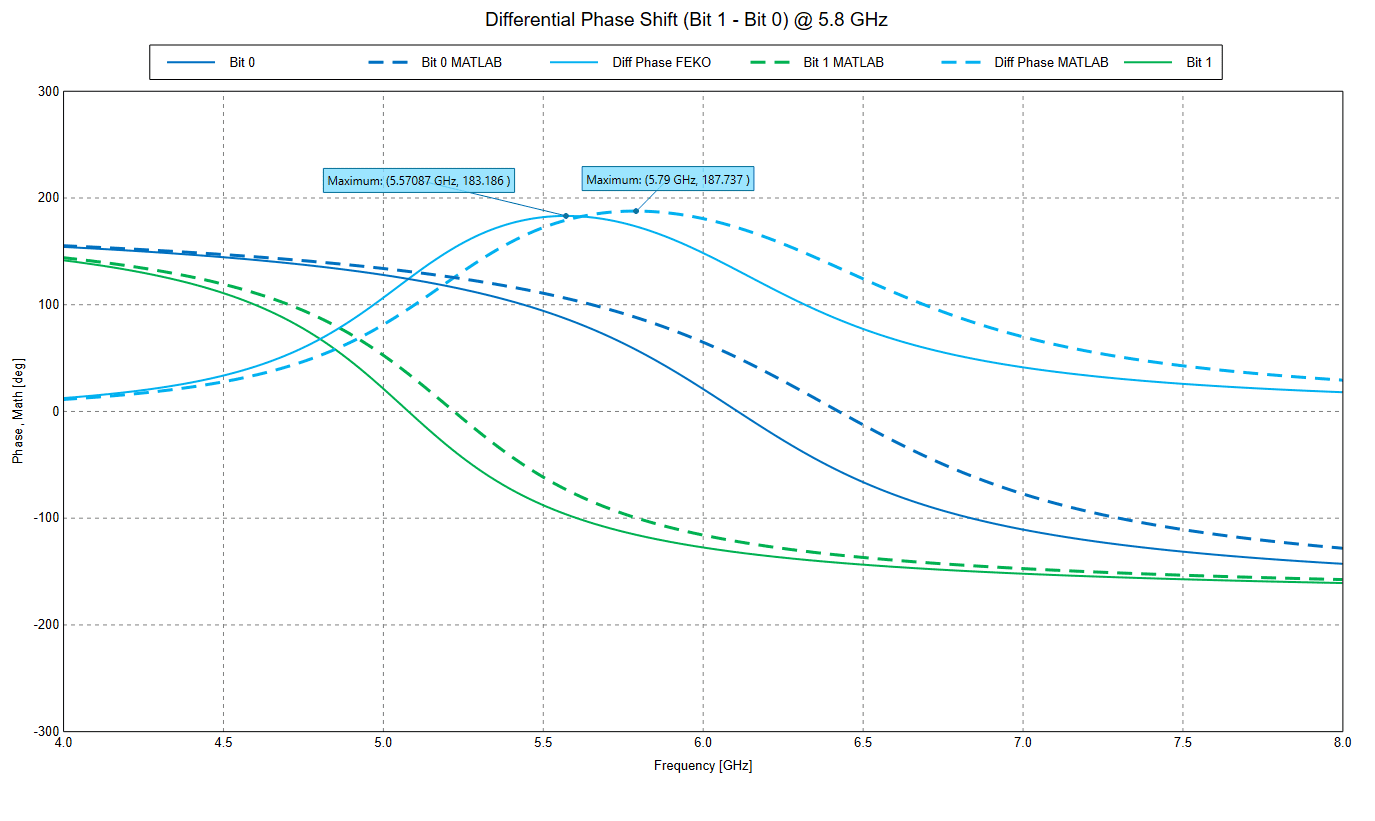 Differential Phase Shift (Bit 1 - Bit 0) @ 5.8 GHz
Bit 0 Bit 0 MATLAB Diff Phase FEKO Bit 1 MATLAB Diff Phase MATLAB Bit 1
300
Maximum: (5.57087 GHz, 183.186 ) Maximum: (5.79 GHz, 187.737 )
200
100
Phase , Math [deg]
0
-100
-200
-300
4.0 4.5 5.0 5.5 6.0 6.5 7.0 7.5 8.0
Frequency [GHz]